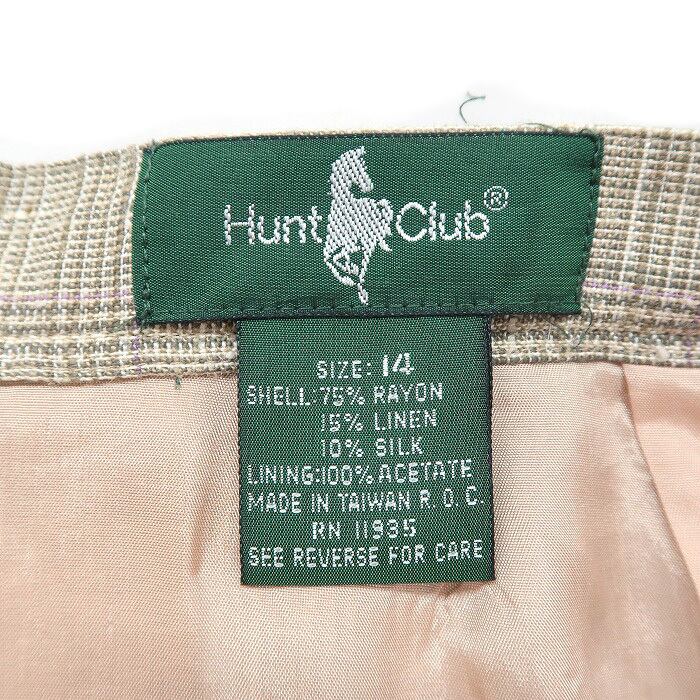 Hunt Club®
SIZE: 14
SHELL: 75% RAYON
15% LINEN
10% SILK
LINING:100% ACETATE
MADE IN TAIWAN R.O.C.
RN 11935
SEE REVERSE FOR CARE